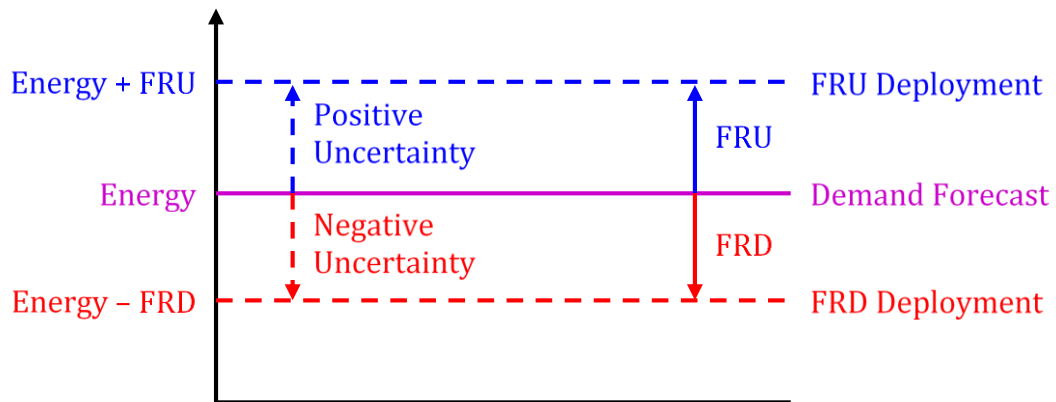 Energy + FRU
FRU Deployment
Positive
Uncertainty
FRU
Energy
Demand Forecast
Negative
Uncertainty
FRD
Energy – FRD
FRD Deployment